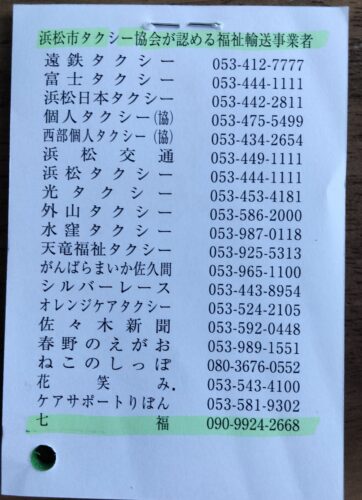 浜松市タクシー協会が認める福祉輸送事業者
遠鉄タクシー 053-412-7777
富士タクシー 053-444-1111
浜松日本タクシー 053-442-2811
個人タクシー(協) 053-475-5499
西部個人タクシー(協) 053-434-2654
浜松交通 053-449-1111
浜松タクシー 053-444-1111
光タクシー 053-453-4181
外山タクシー 053-586-2000
水窪タクシー 053-987-0118
天竜福祉タクシー 053-925-5313
がんばらまいか佐久間 053-965-1100
シルバーレース 053-443-8954
オレンジケアタクシー 053-524-2105
佐々木新聞 053-592-0448
春野のえがお 053-989-1551
ねこのしっぽ 080-3676-0552
花笑み. 053-543-4100
ケアサポートりぼん 053-581-9302
七福 090-9924-2668